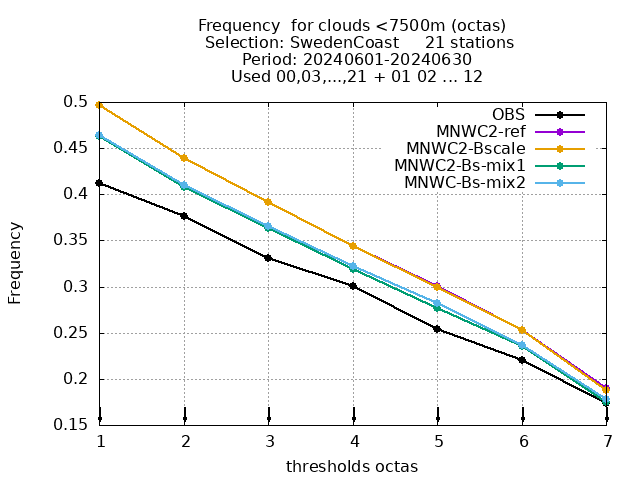 Frequency  for clouds <7500m (octas)
Selection: SwedenCoast     21 stations
Period: 20240601-20240630
Used 00,03,...,21 + 01 02 ... 12
OBS
MNWC2-ref
MNWC2-Bscale
MNWC2-Bs-mix1
MNWC-Bs-mix2
0.5
0.45
0.4
0.35
0.3
0.25
0.2
0.15
Frequency
1 2 3 4 5 6 7
thresholds octas